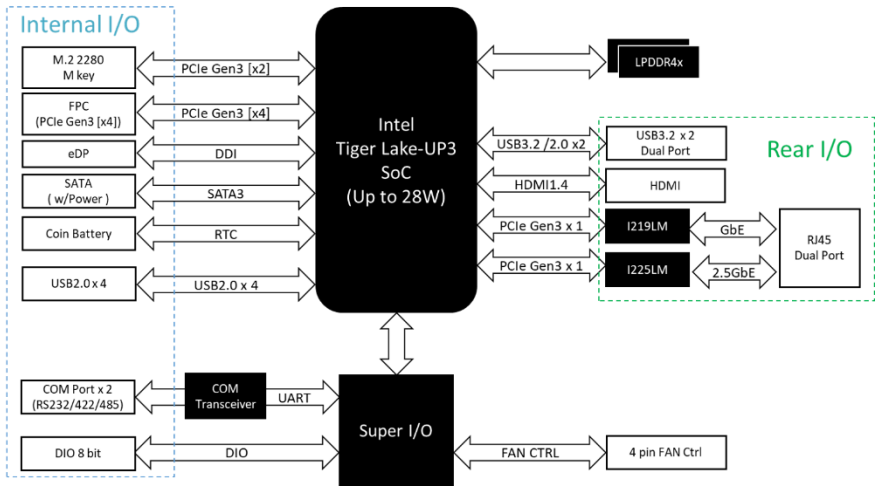 Internal I/O
M.2 2280
M key
PCIe Gen3 [x2]
FPC
(PCIe Gen3 [x4])
PCIe Gen3 [x4]
eDP
DDI
SATA
( w/Power )
SATA3
Coin Battery
RTC
USB2.0 x 4
USB2.0 x 4
Intel
Tiger Lake-UP3
SoC
(Up to 28W)
LPDDR4x
USB3.2 /2.0 x2
USB3.2 x 2
Dual Port
Rear I/O
HDMI1.4
HDMI
PCIe Gen3 x 1
I219LM
GbE
RJ45
Dual Port
PCIe Gen3 x 1
I225LM
2.5GbE
COM Port x 2
(RS232/422/485)
COM
Transceiver
UART
Super I/O
DIO 8 bit
DIO
FAN CTRL
4 pin FAN Ctrl